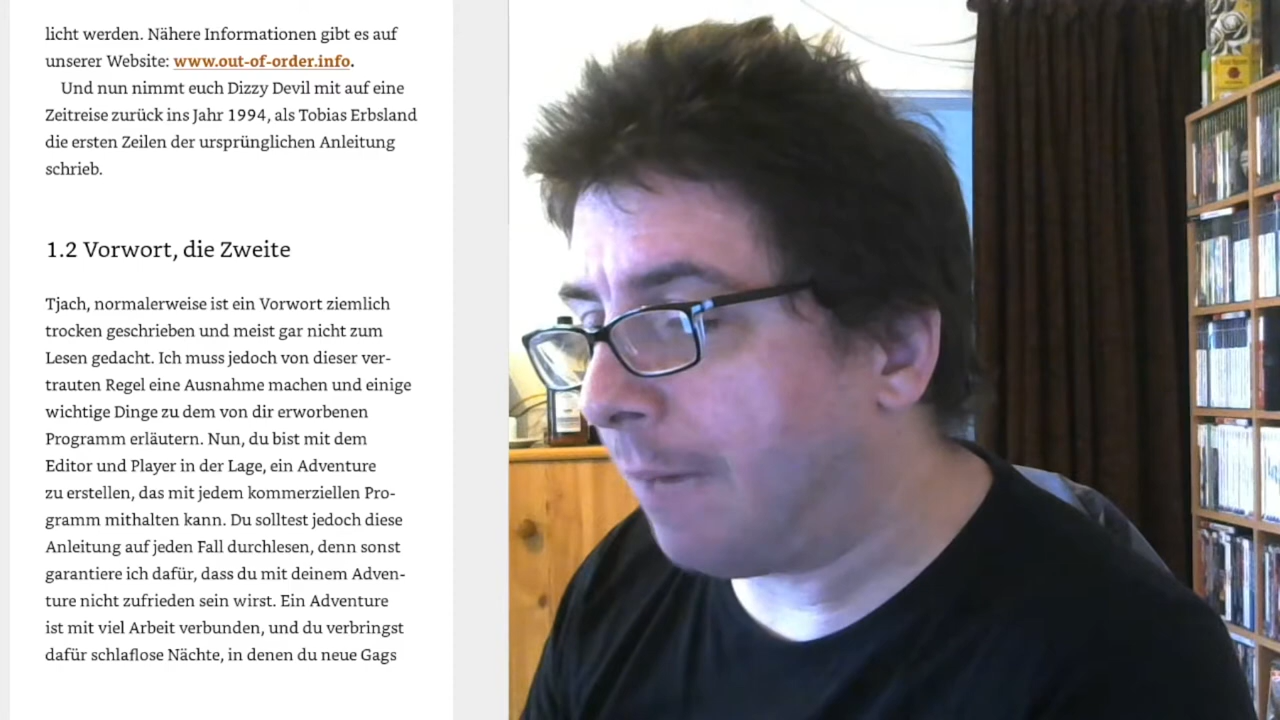 licht werden. Nähere Informationen gibt es auf
unserer Website: www.out-of-order.info.
Und nun nimmt euch Dizzy Devil mit auf eine
Zeitreise zurück ins Jahr 1994, als Tobias Erbsland
die ersten Zeilen der ursprünglichen Anleitung
schrieb.
1.2 Vorwort, die Zweite
Tjach, normalerweise ist ein Vorwort ziemlich
trocken geschrieben und meist gar nicht zum
Lesen gedacht. Ich muss jedoch von dieser ver-
trauten Regel eine Ausnahme machen und einige
wichtige Dinge zu dem von dir erworbenen
Programm erläutern. Nun, du bist mit dem
Editor und Player in der Lage, ein Adventure
zu erstellen, das mit jedem kommerziellen Pro-
gramm mithalten kann. Du solltest jedoch diese
Anleitung auf jeden Fall durchlesen, denn sonst
garantiere ich dafür, dass du mit deinem Adven-
ture nicht zufrieden sein wirst. Ein Adventure
ist mit viel Arbeit verbunden, und du verbringst
dafür schlaflose Nächte, in denen du neue Gags